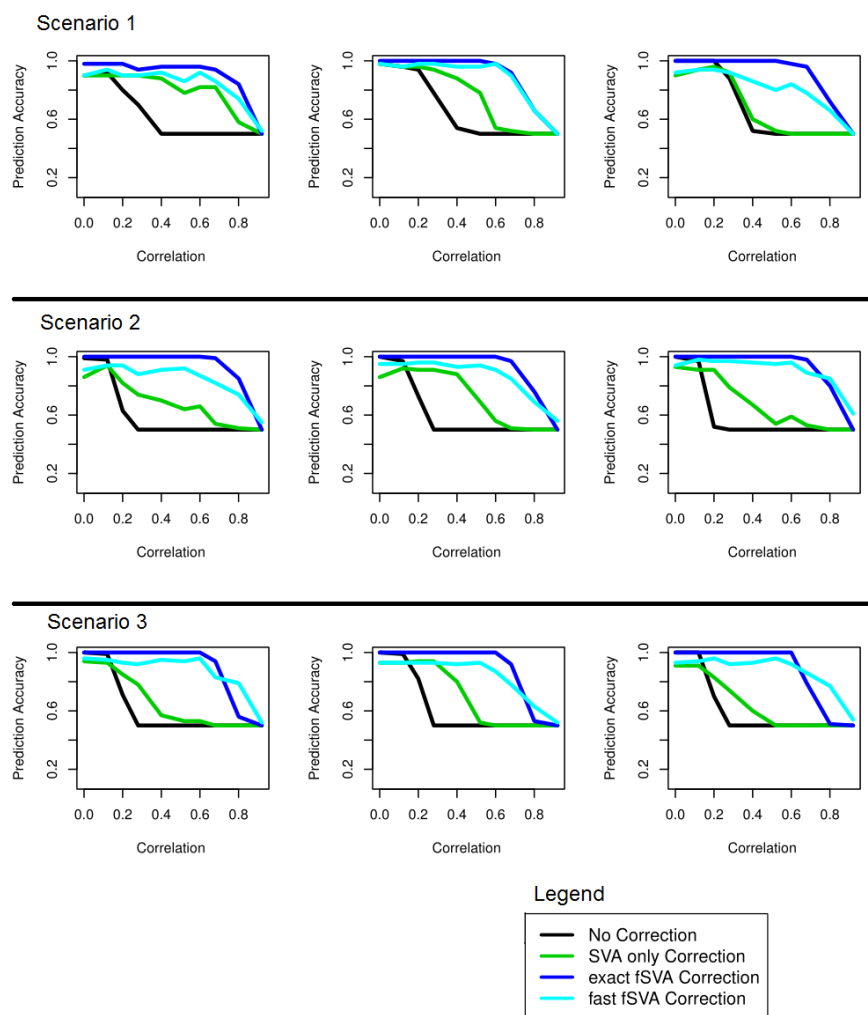 Scenario 1
Prediction Accuracy
0.2 0.6 1.0
0.0 0.2 0.4 0.6 0.8
Correlation
Prediction Accuracy
0.2 0.6 1.0
0.0 0.2 0.4 0.6 0.8
Correlation
Prediction Accuracy
0.2 0.6 1.0
0.0 0.2 0.4 0.6 0.8
Correlation
Scenario 2
Prediction Accuracy
0.2 0.6 1.0
0.0 0.2 0.4 0.6 0.8
Correlation
Prediction Accuracy
0.2 0.6 1.0
0.0 0.2 0.4 0.6 0.8
Correlation
Prediction Accuracy
0.2 0.6 1.0
0.0 0.2 0.4 0.6 0.8
Correlation
Scenario 3
Prediction Accuracy
0.2 0.6 1.0
0.0 0.2 0.4 0.6 0.8
Correlation
Prediction Accuracy
0.2 0.6 1.0
0.0 0.2 0.4 0.6 0.8
Correlation
Prediction Accuracy
0.2 0.6 1.0
0.0 0.2 0.4 0.6 0.8
Correlation
Legend
No Correction
SVA only Correction
exact fSVA Correction
fast fSVA Correction